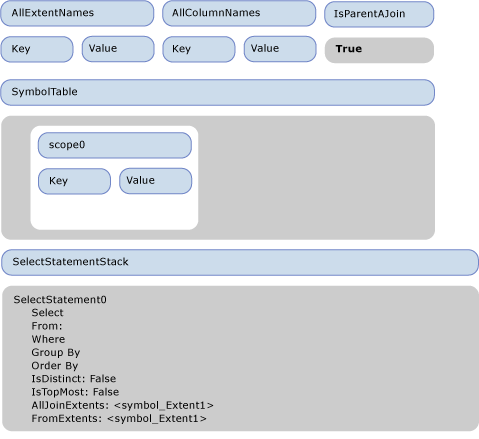 AllExtentNames AllColumnNames IsParentAJoin
Key Value Key Value True
SymbolTable
scope0
Key Value
SelectStatementStack
SelectStatement0
Select
From:
Where
Group By
Order By
IsDistinct: False
IsTopMost: False
AllJoinExtents: <symbol_Extent1>
FromExtents: <symbol_Extent1>